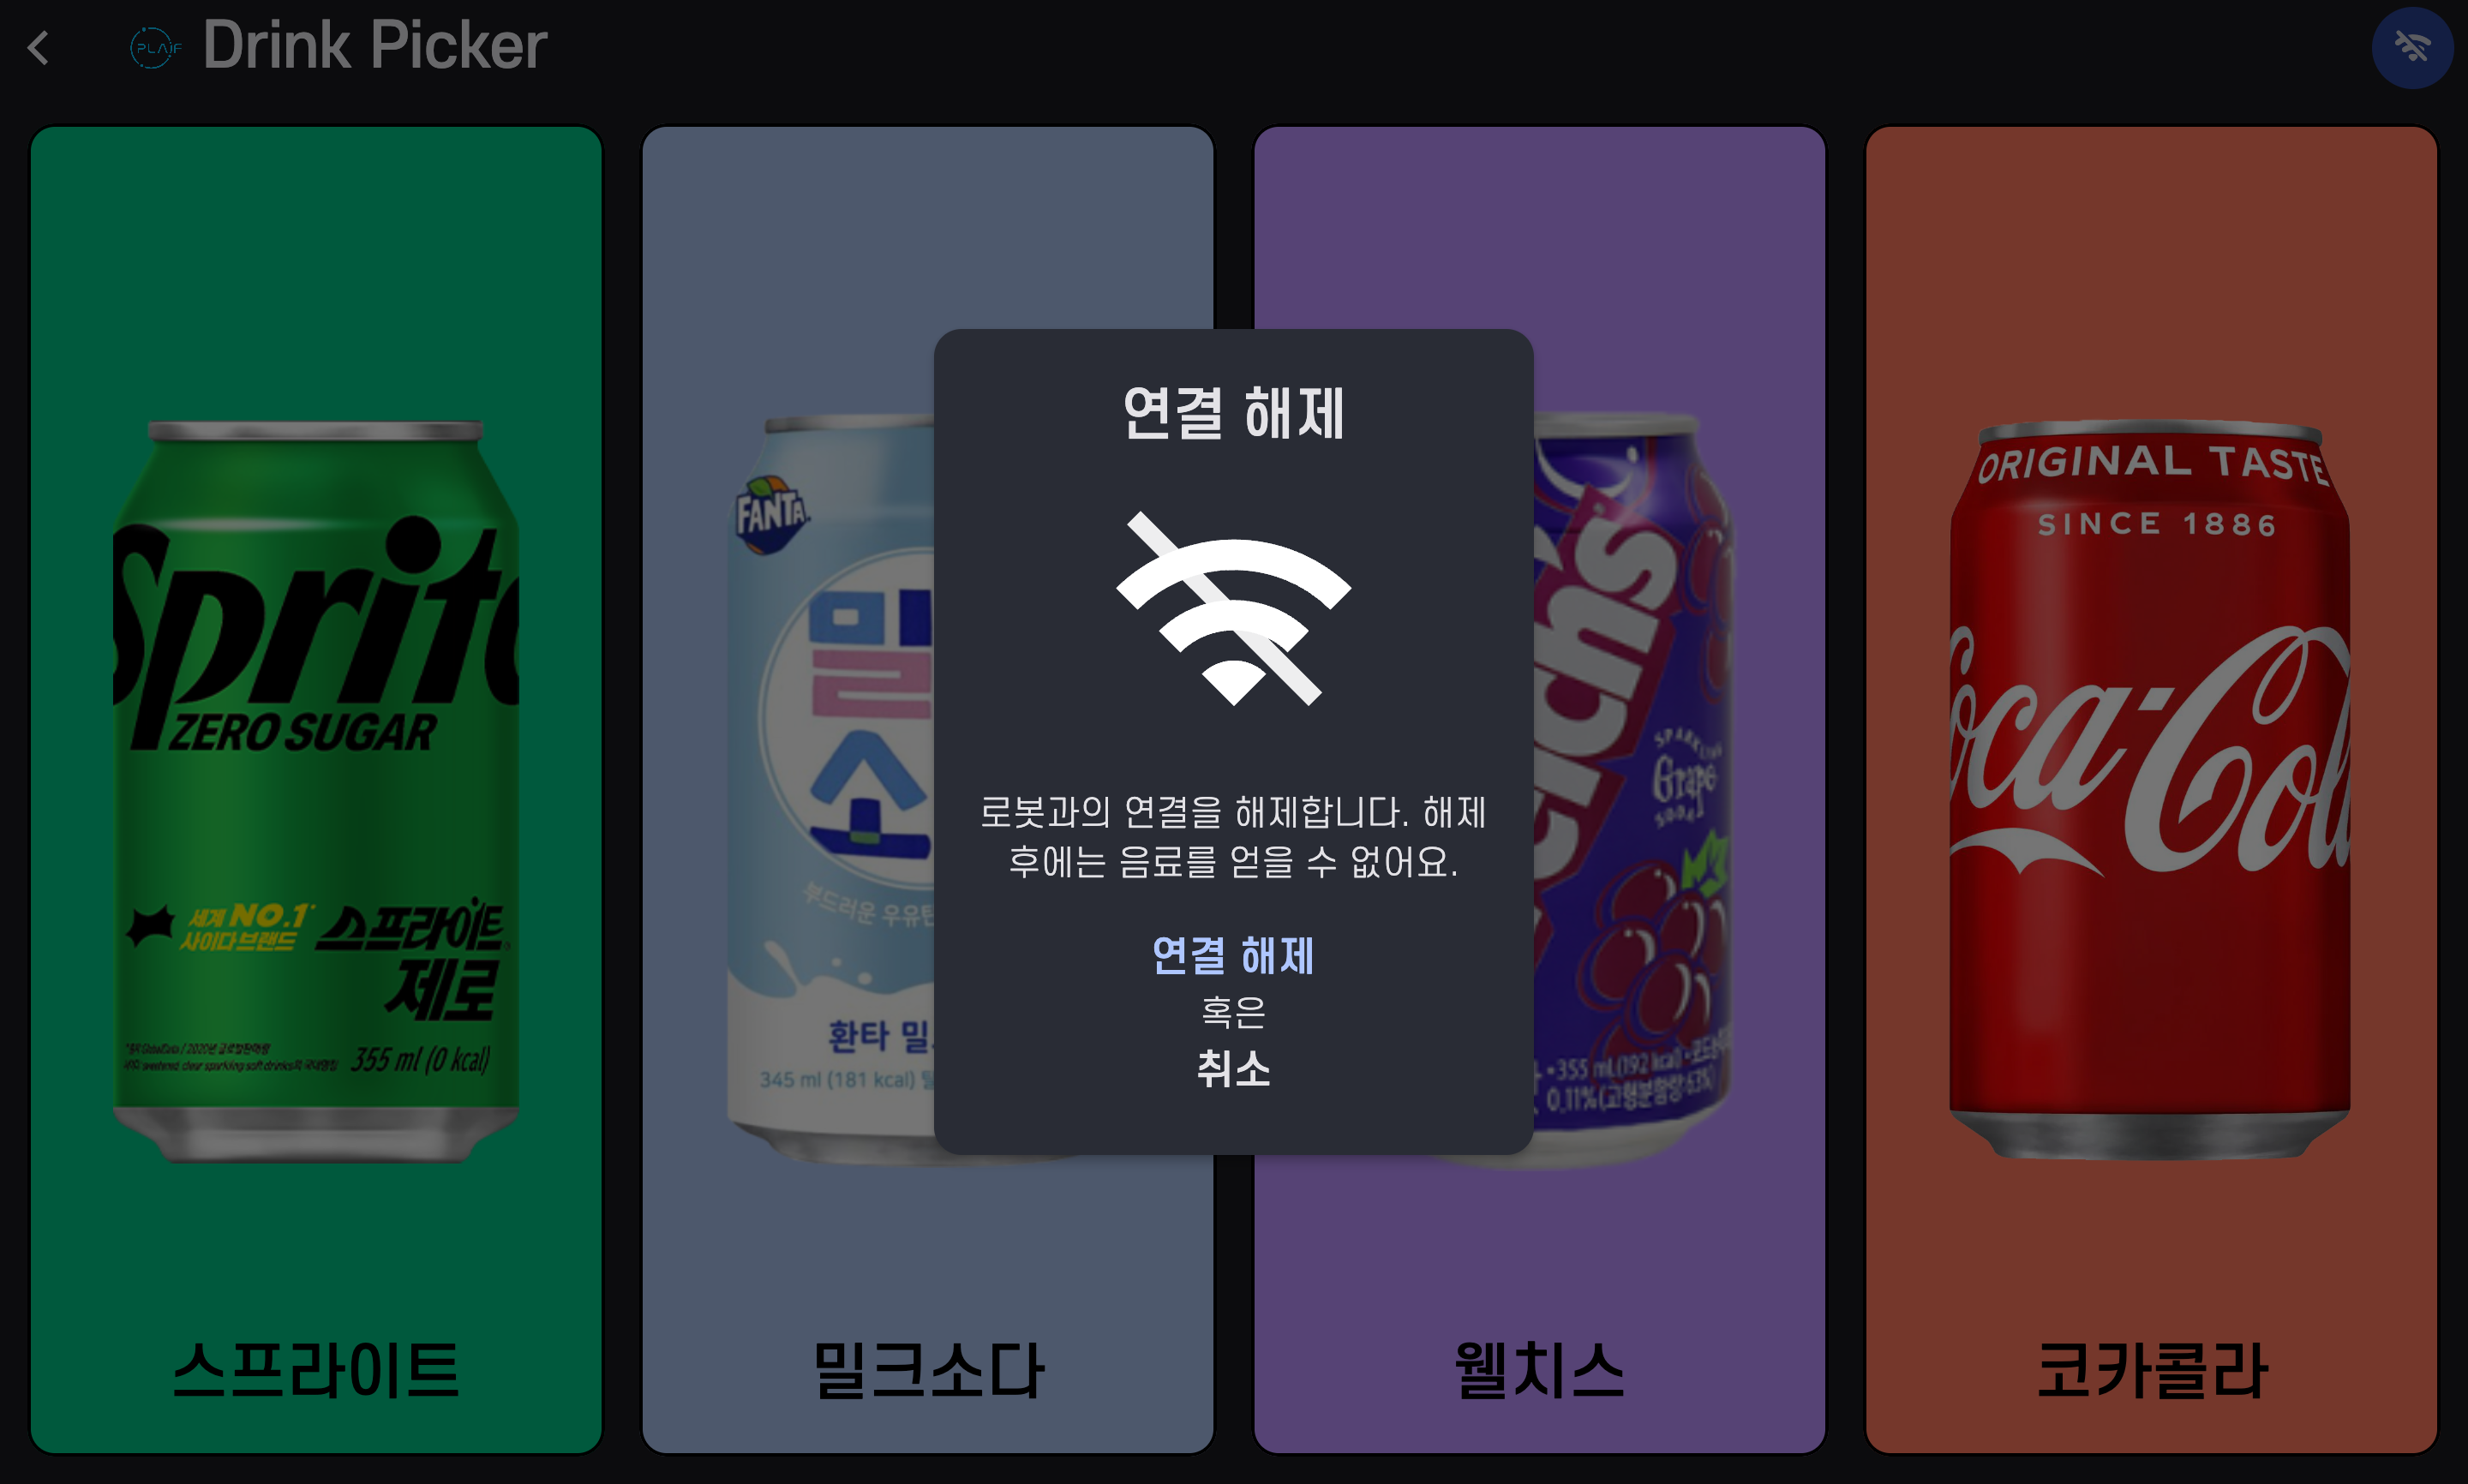 PLAIF
Drink Picker
연결 해제
로봇과의 연결을 해제합니다. 해제
후에는 음료를 얻을 수 없어요.
연결 해제
혹은
취소
Sprite
ZERO SUGAR
세계 NO.1
사이다 브랜드
스프라이트
제로
355 ml (0 kcal)
스프라이트
FANTA
밀
소
부드러운 우유
환타 밀
345 ml (181 kcal)
밀크소다
elch's
SPARKLING
Grape
SODA
355 mL (192 kcal)
웰치스
ORIGINAL TASTE
SINCE 1886
Coca-Col
코카콜라